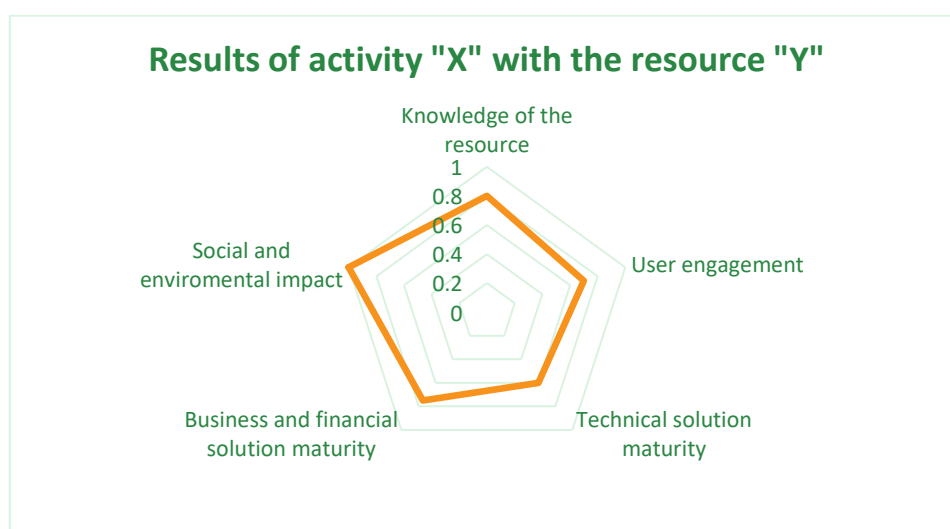 Results of activity "X" with the resource "Y"
Knowledge of the
resource
1
0.8
0.6
0.4
0.2
0
User engagement
Technical solution
maturity
Business and financial
solution maturity
Social and
enviromental impact